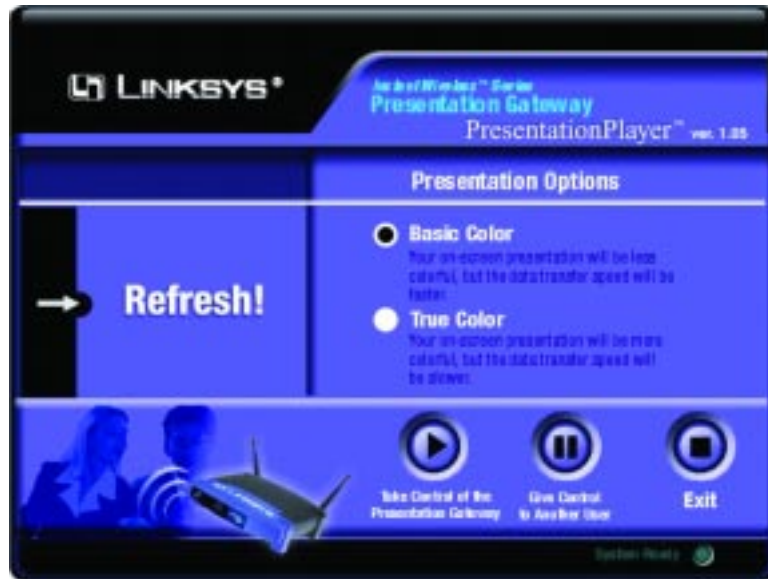 LINKSYS®
Instant Wireless™ Series
Presentation Gateway
PresentationPlayer™ ver. 1.05
Presentation Options
Basic Color
Your on-screen presentation will be less
colorful, but the data transfer speed will be
faster.
Refresh!
True Color
Your on-screen presentation will be more
colorful, but the data transfer speed will
be slower.
Take Control of the
Presentation Gateway
Give Control
to Another User
Exit
System Ready